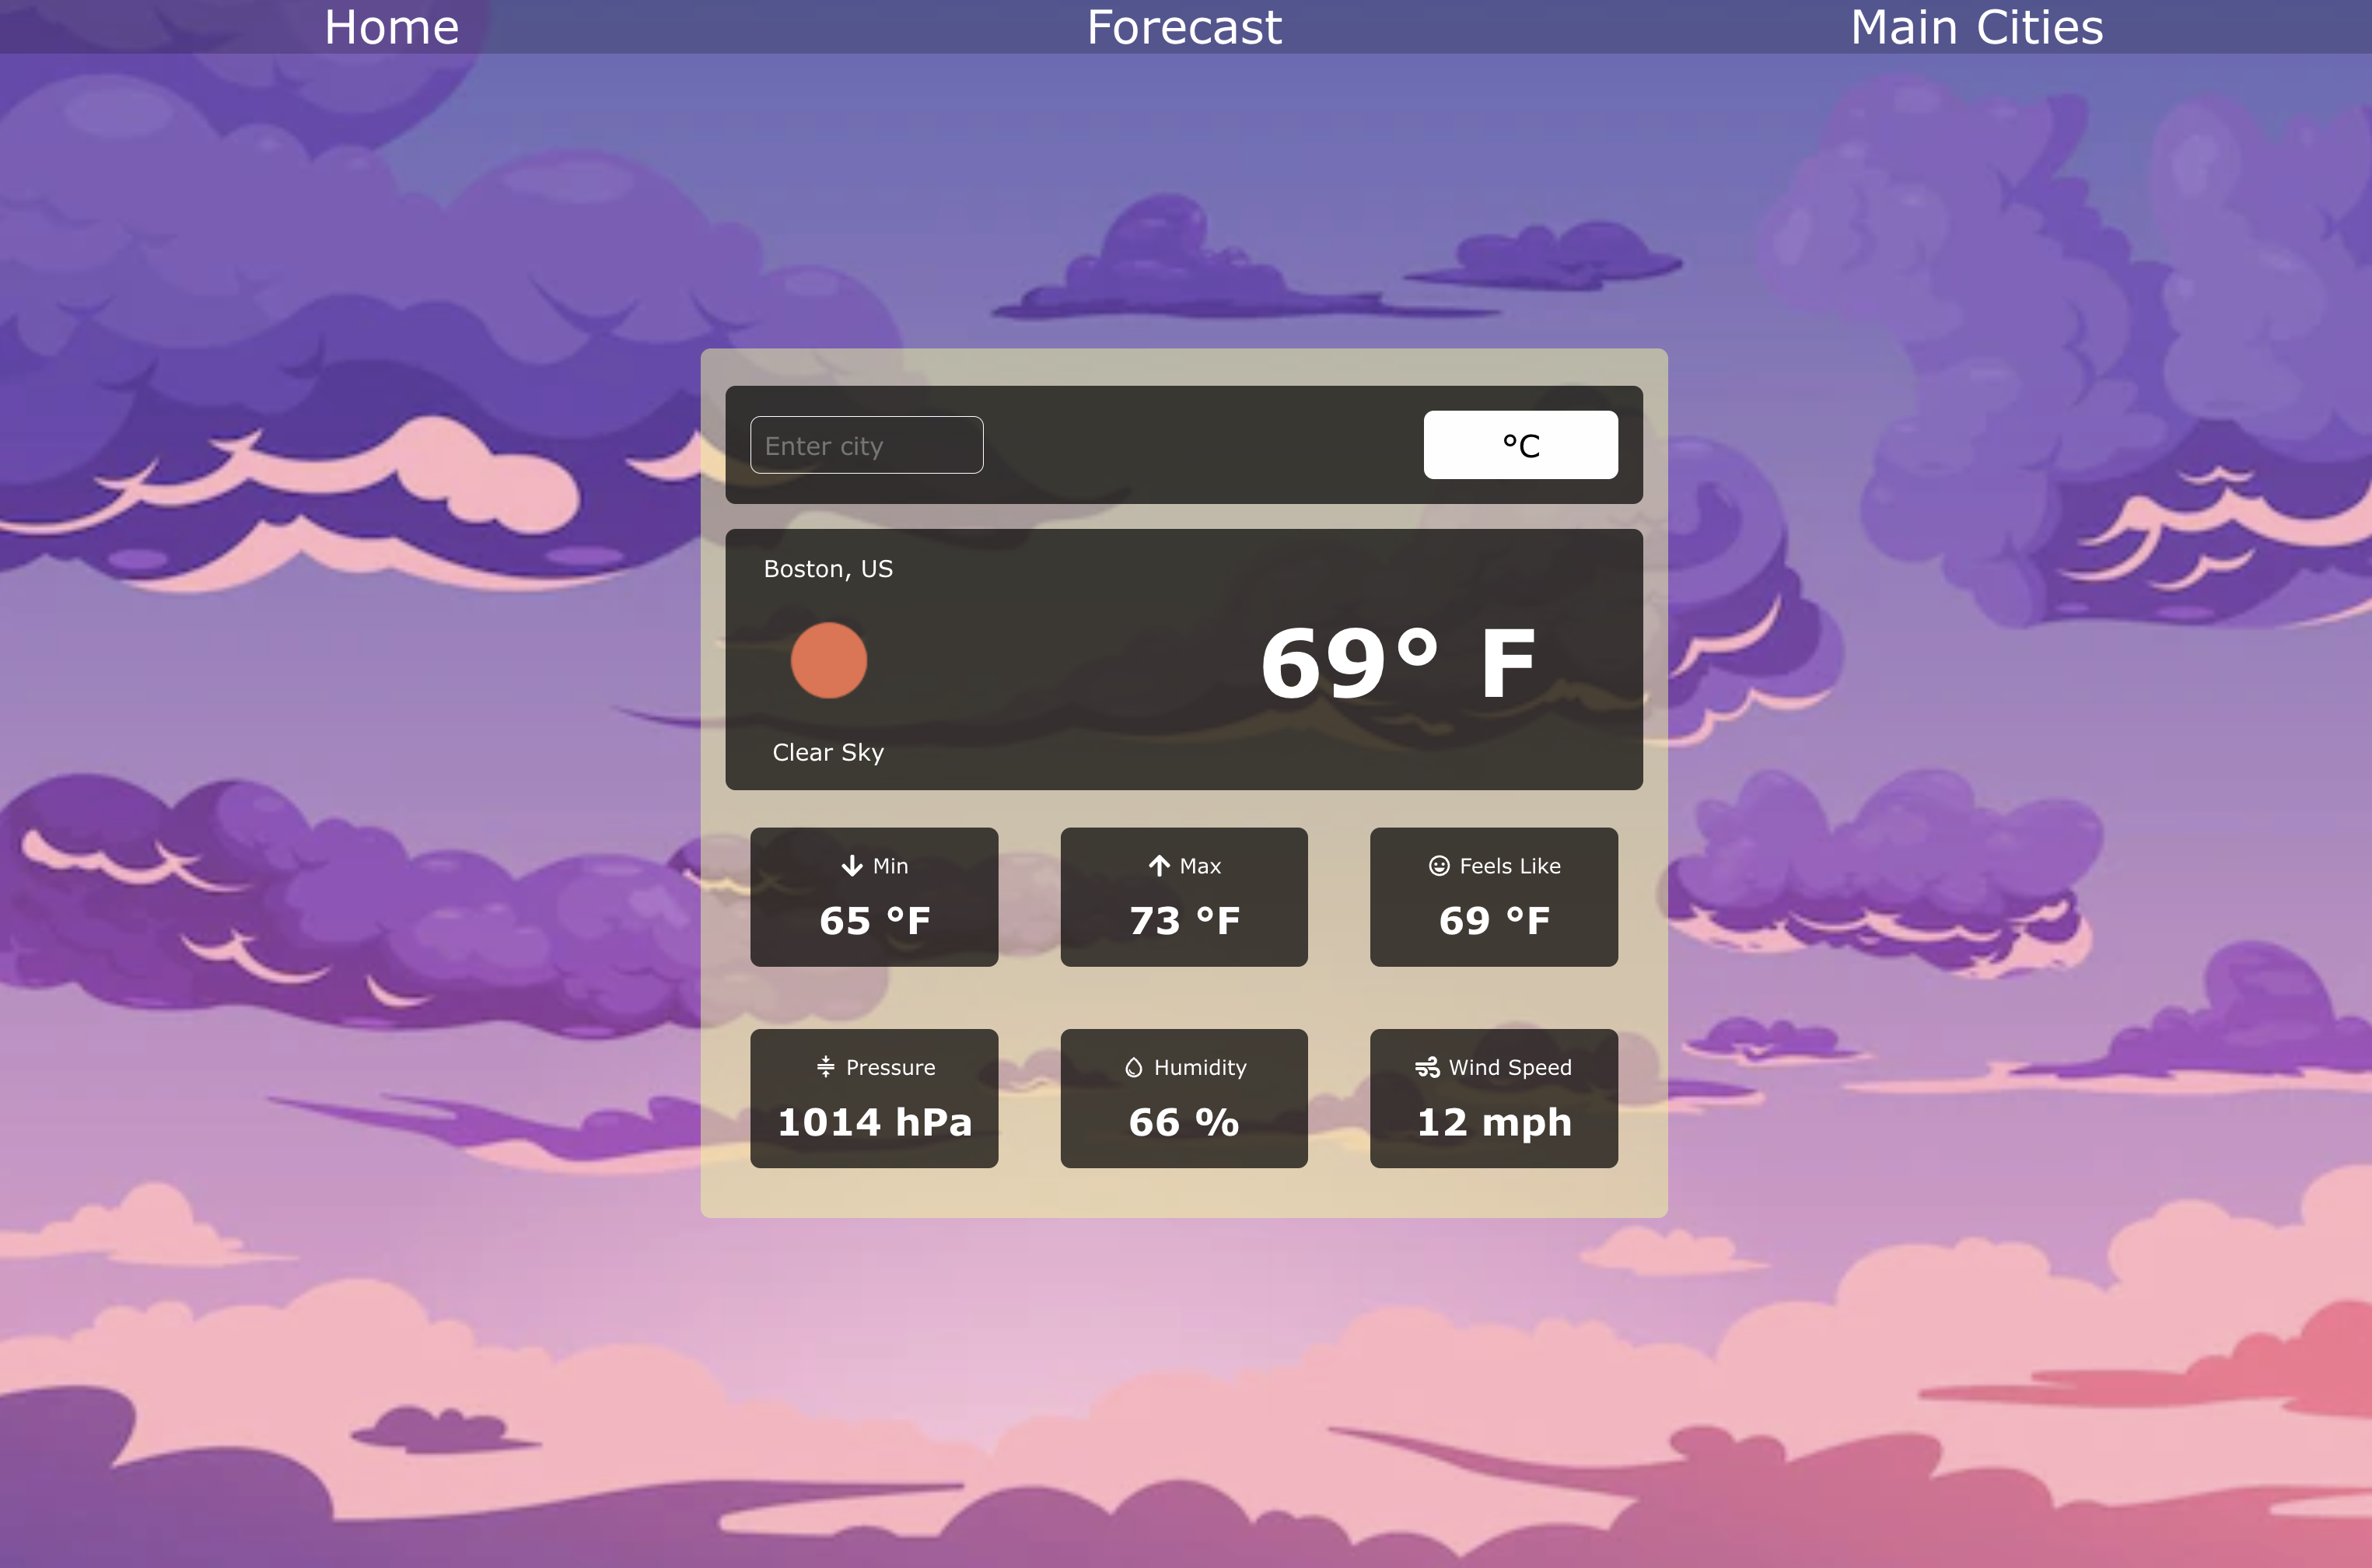 Home Forecast Main Cities
Enter city °C
Boston, US
69° F
Clear Sky
Min Max Feels Like
65 °F 73 °F 69 °F
Pressure Humidity Wind Speed
1014 hPa 66 % 12 mph